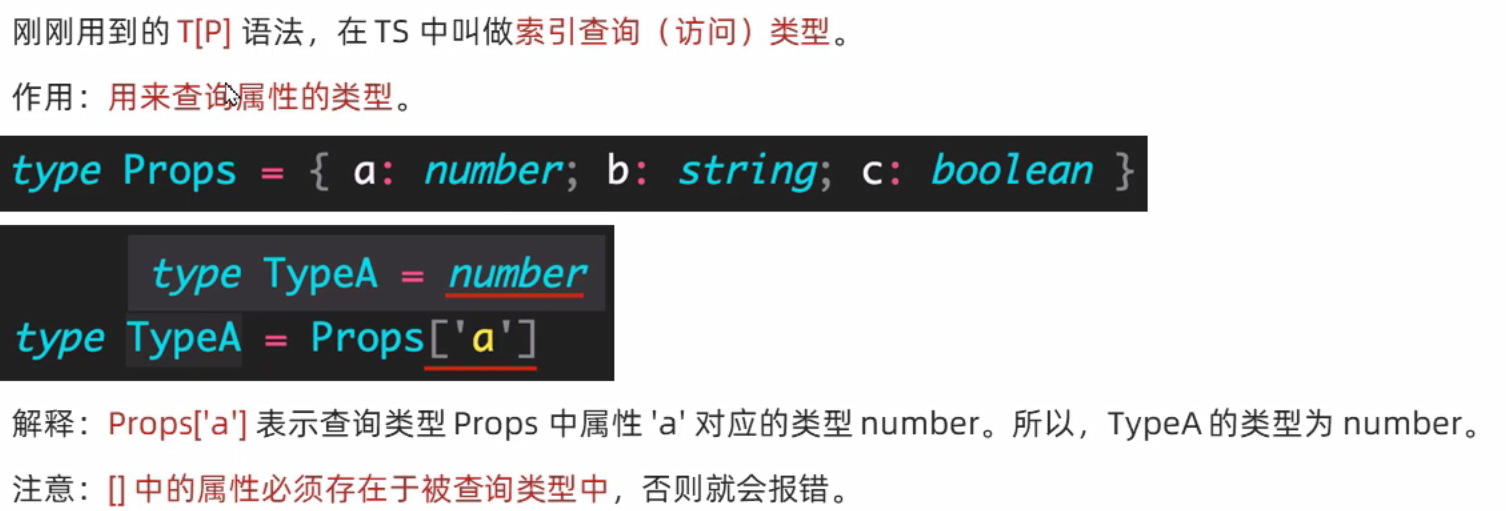 刚刚用到的 T[P] 语法，在 TS 中叫做索引查询（访问）类型。
作用：用来查询属性的类型。
type Props = { a: number; b: string; c: boolean }
type TypeA = number
type TypeA = Props['a']
解释：Props['a'] 表示查询类型 Props 中属性 'a' 对应的类型 number。所以，TypeA 的类型为 number。
注意：[] 中的属性必须存在于被查询类型中，否则就会报错。